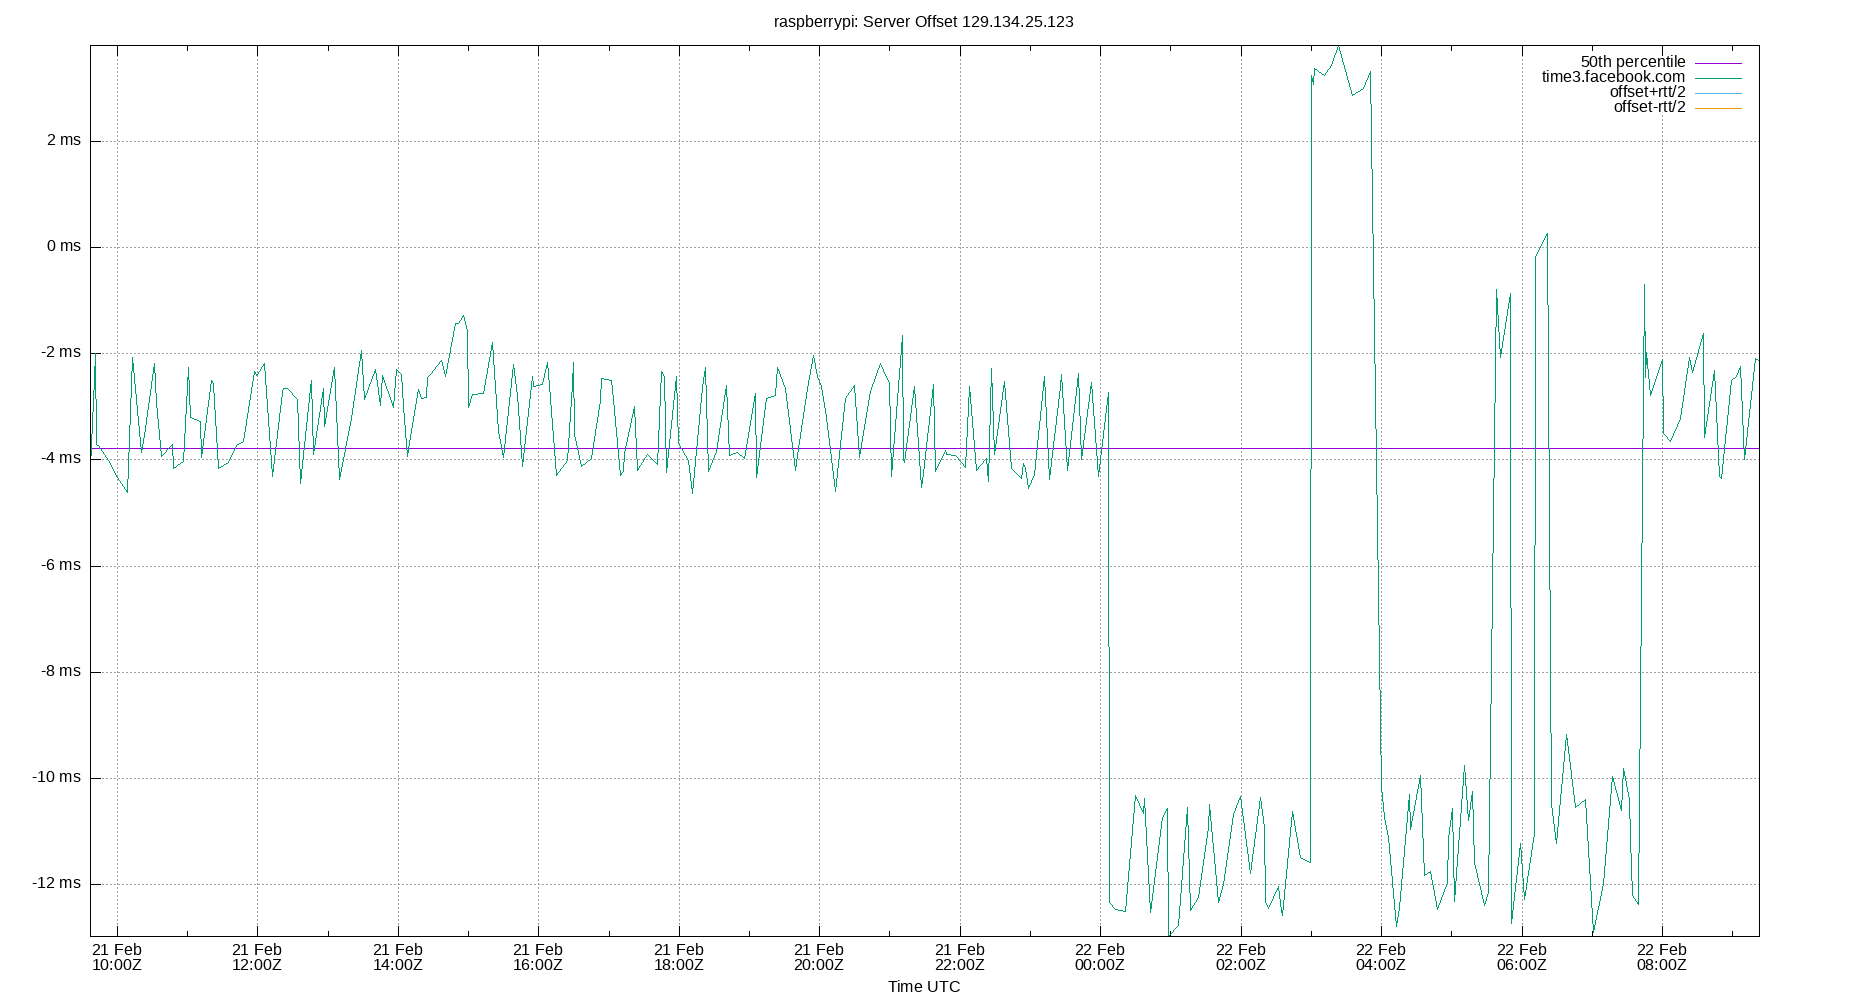 raspberrypi: Server Offset 129.134.25.123
50th percentile
time3.facebook.com
offset+rtt/2
offset-rtt/2
2 ms
0 ms
-2 ms
-4 ms
-6 ms
-8 ms
-10 ms
-12 ms
21 Feb 21 Feb 21 Feb 21 Feb 21 Feb 21 Feb 21 Feb 22 Feb 22 Feb 22 Feb 22 Feb 22 Feb
10:00Z 12:00Z 14:00Z 16:00Z 18:00Z 20:00Z 22:00Z 00:00Z 02:00Z 04:00Z 06:00Z 08:00Z
Time UTC